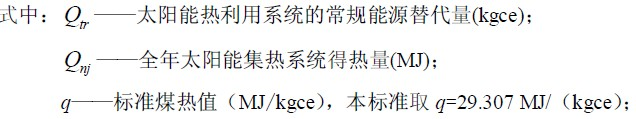 式中：Qtr ——太阳能热利用系统的常规能源替代量(kgce)；
Qnj ——全年太阳能集热系统得热量(MJ)；
q——标准煤热值（MJ/kgce），本标准取 q=29.307 MJ/（kgce）；